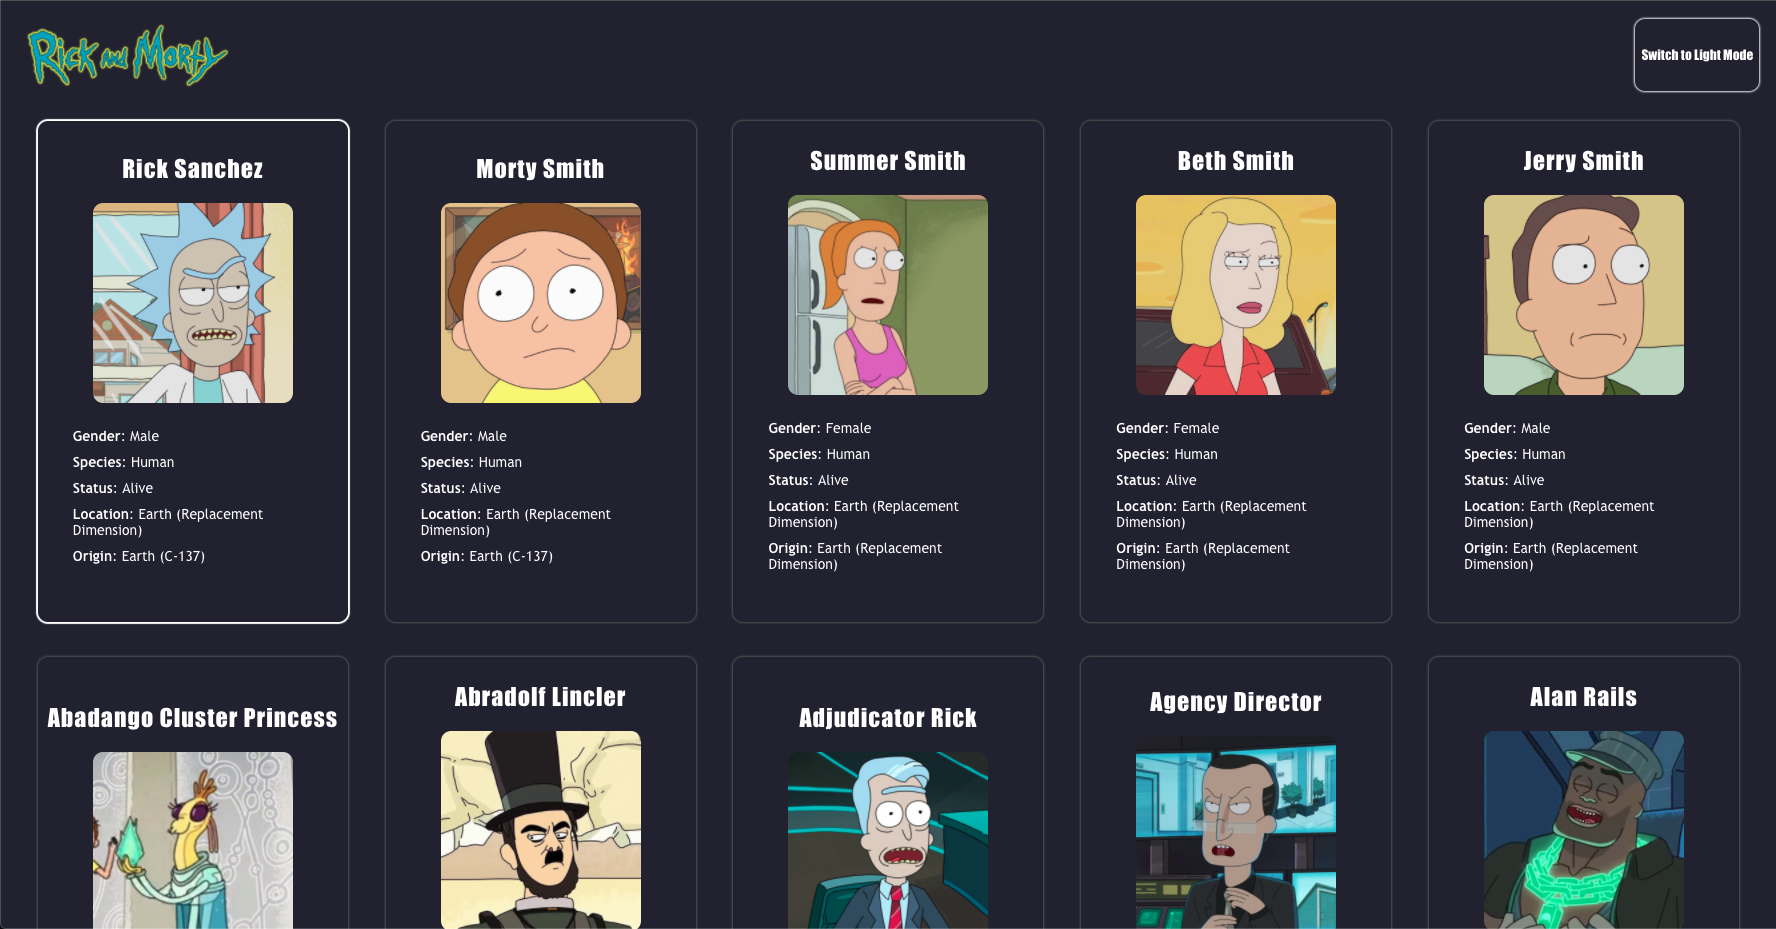 Rick and Morty
Switch to Light Mode
Rick Sanchez
Gender: Male
Species: Human
Status: Alive
Location: Earth (Replacement
Dimension)
Origin: Earth (C-137)
Morty Smith
Gender: Male
Species: Human
Status: Alive
Location: Earth (Replacement
Dimension)
Origin: Earth (C-137)
Summer Smith
Gender: Female
Species: Human
Status: Alive
Location: Earth (Replacement
Dimension)
Origin: Earth (Replacement
Dimension)
Beth Smith
Gender: Female
Species: Human
Status: Alive
Location: Earth (Replacement
Dimension)
Origin: Earth (Replacement
Dimension)
Jerry Smith
Gender: Male
Species: Human
Status: Alive
Location: Earth (Replacement
Dimension)
Origin: Earth (Replacement
Dimension)
Abadango Cluster Princess
Abradolf Lincler
Adjudicator Rick
Agency Director
Alan Rails